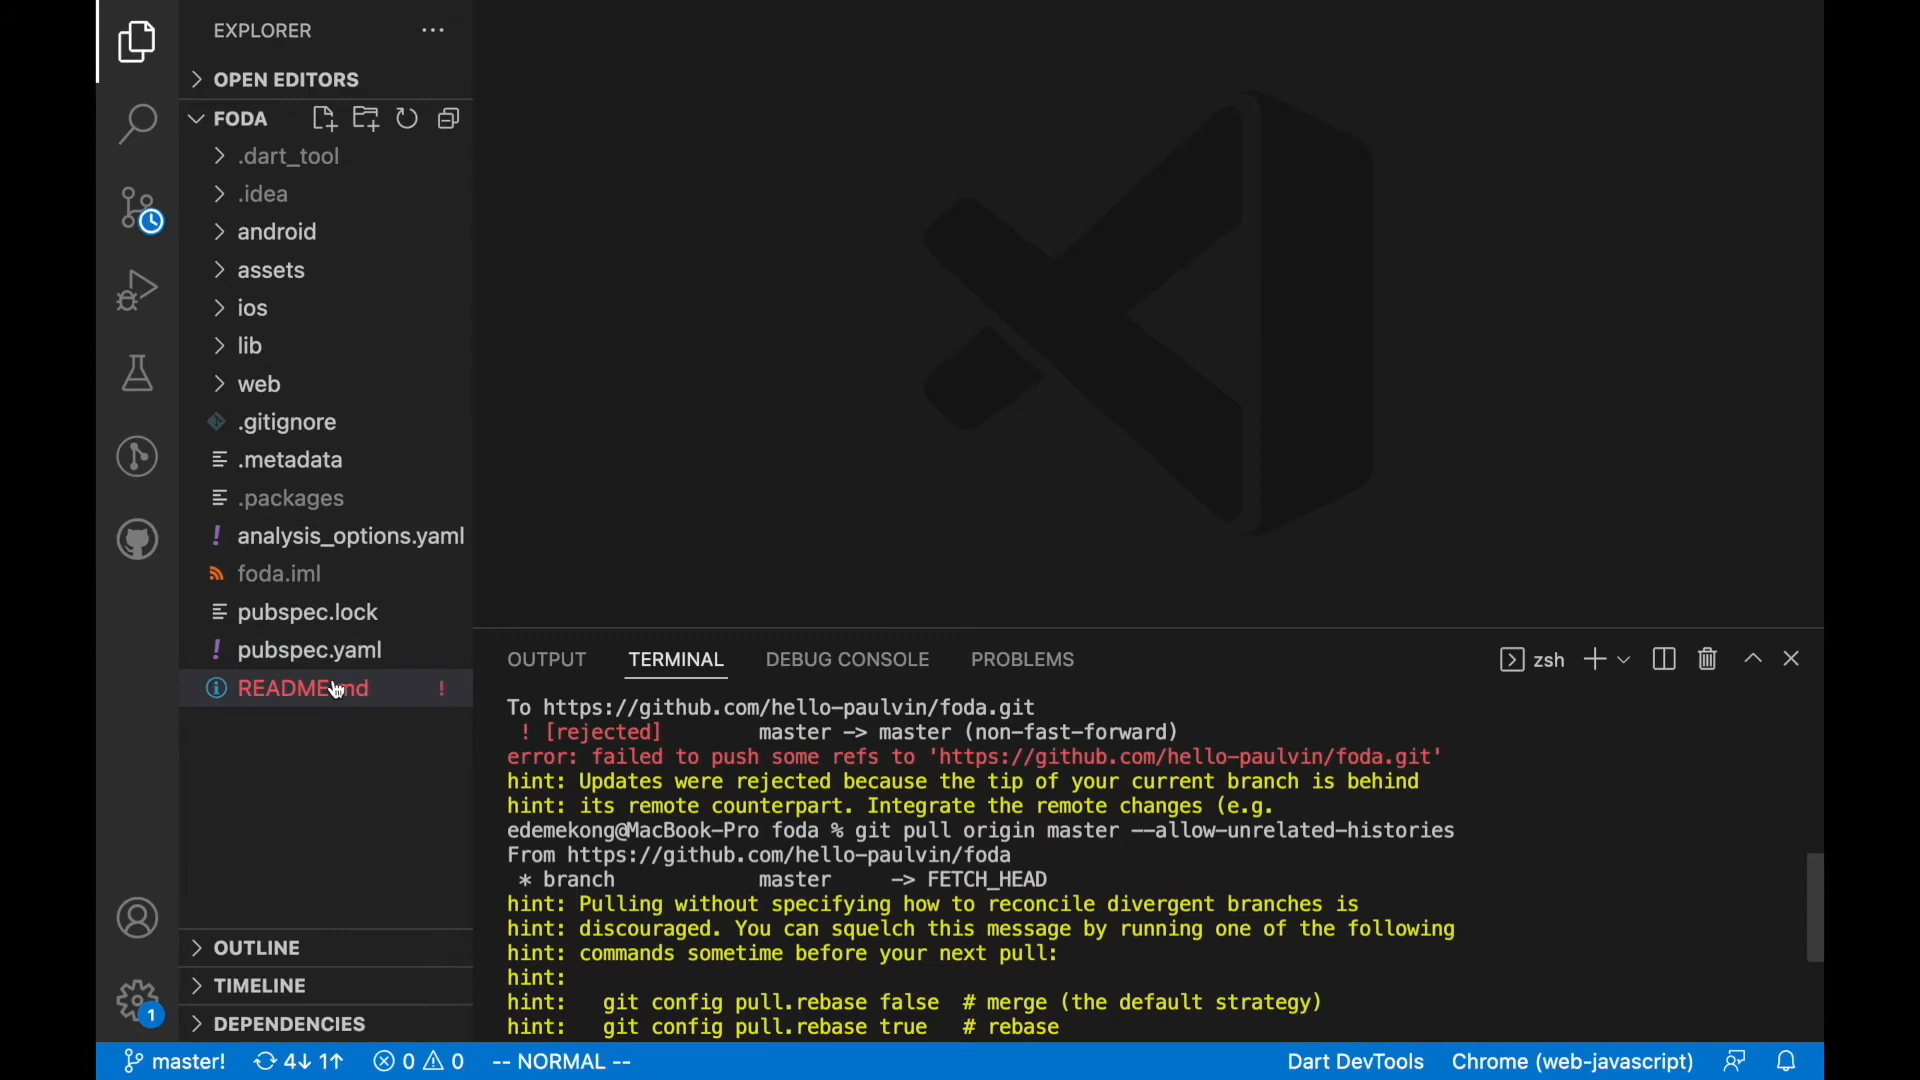 EXPLORER
OPEN EDITORS
FODA
.dart_tool
.idea
android
assets
ios
lib
web
.gitignore
.metadata
.packages
analysis_options.yaml
foda.iml
pubspec.lock
pubspec.yaml
README.md !
OUTLINE
TIMELINE
DEPENDENCIES
1
OUTPUT TERMINAL DEBUG CONSOLE PROBLEMS zsh
To https://github.com/hello-paulvin/foda.git
! [rejected] master -> master (non-fast-forward)
error: failed to push some refs to 'https://github.com/hello-paulvin/foda.git'
hint: Updates were rejected because the tip of your current branch is behind
hint: its remote counterpart. Integrate the remote changes (e.g.
edemekong@MacBook-Pro foda % git pull origin master --allow-unrelated-histories
From https://github.com/hello-paulvin/foda
* branch master -> FETCH_HEAD
hint: Pulling without specifying how to reconcile divergent branches is
hint: discouraged. You can squelch this message by running one of the following
hint: commands sometime before your next pull:
hint:
hint: git config pull.rebase false # merge (the default strategy)
hint: git config pull.rebase true # rebase
master! 4↓ 1↑ 0 0 -- NORMAL -- Dart DevTools Chrome (web-javascript)